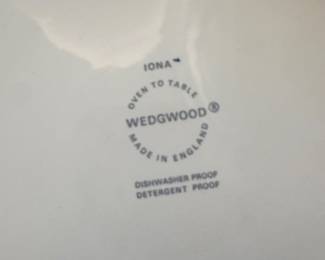 IONA
OVEN TO TABLE
WEDGWOOD®
MADE IN ENGLAND
DISHWASHER PROOF
DETERGENT PROOF